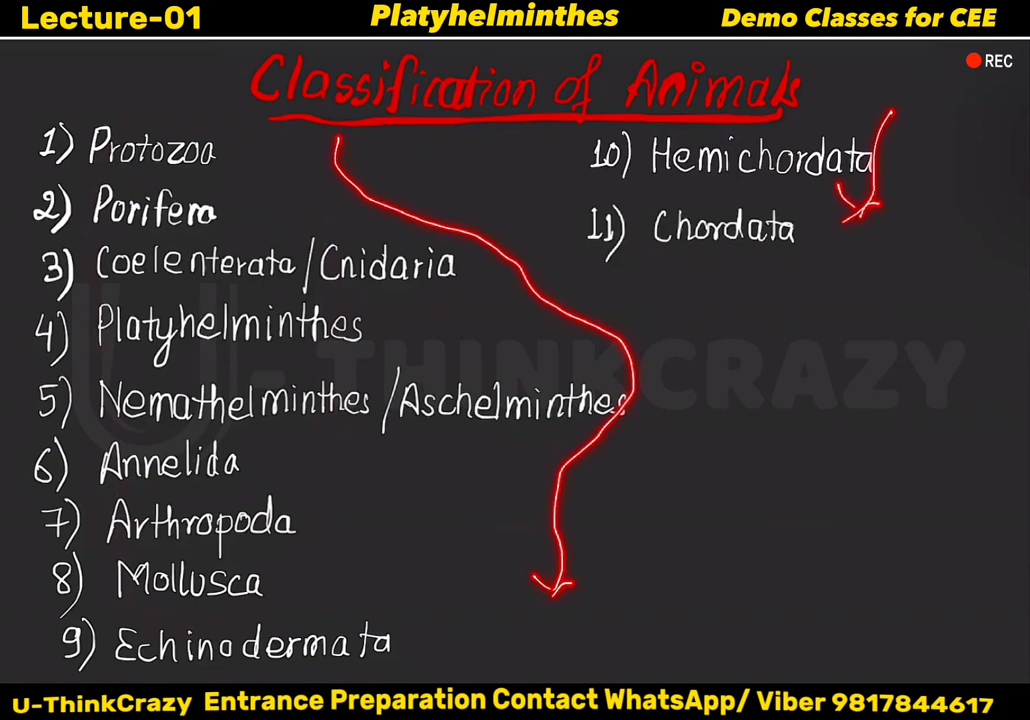 Lecture-01
Platyhelminthes
Demo Classes for CEE
REC
Classification of Animals
1) Protozoa
2) Porifera
3) Coelenterata/Cnidaria
4) Platyhelminthes
5) Nemathelminthes/Aschelminthes
6) Annelida
7) Arthropoda
8) Mollusca
9) Echinodermata
10) Hemichordata
11) Chordata
U-THINKCRAZY
U-ThinkCrazy Entrance Preparation Contact WhatsApp/ Viber 9817844617